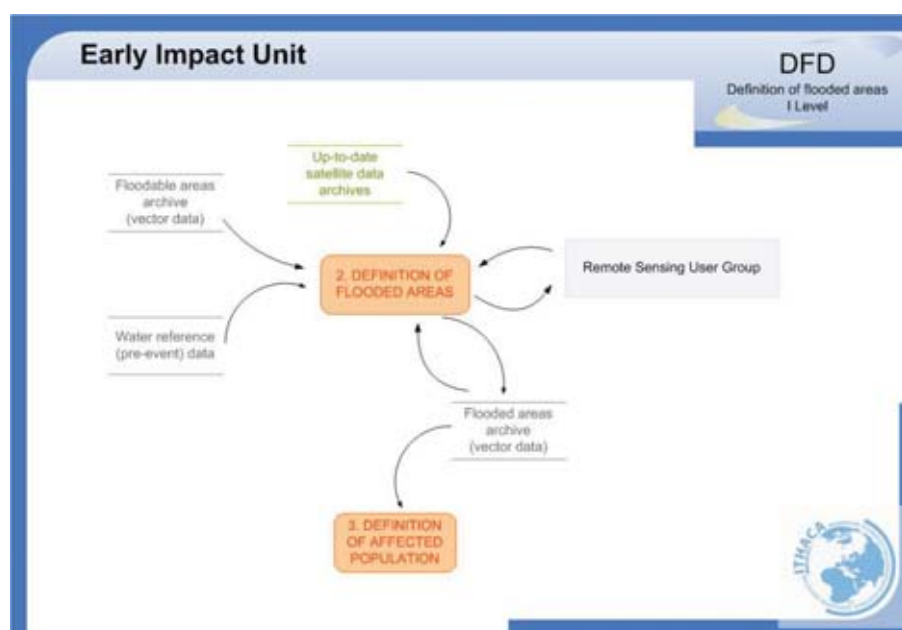 Early Impact Unit
DFD
Definition of flooded areas
I Level
Up-to-date
satellite data
archives
Floodable areas
archive
(vector data)
2. DEFINITION OF
FLOODED AREAS
Remote Sensing User Group
Water reference
(pre-event) data
Flooded areas
archive
(vector data)
3. DEFINITION
OF AFFECTED
POPULATION
ITHACA